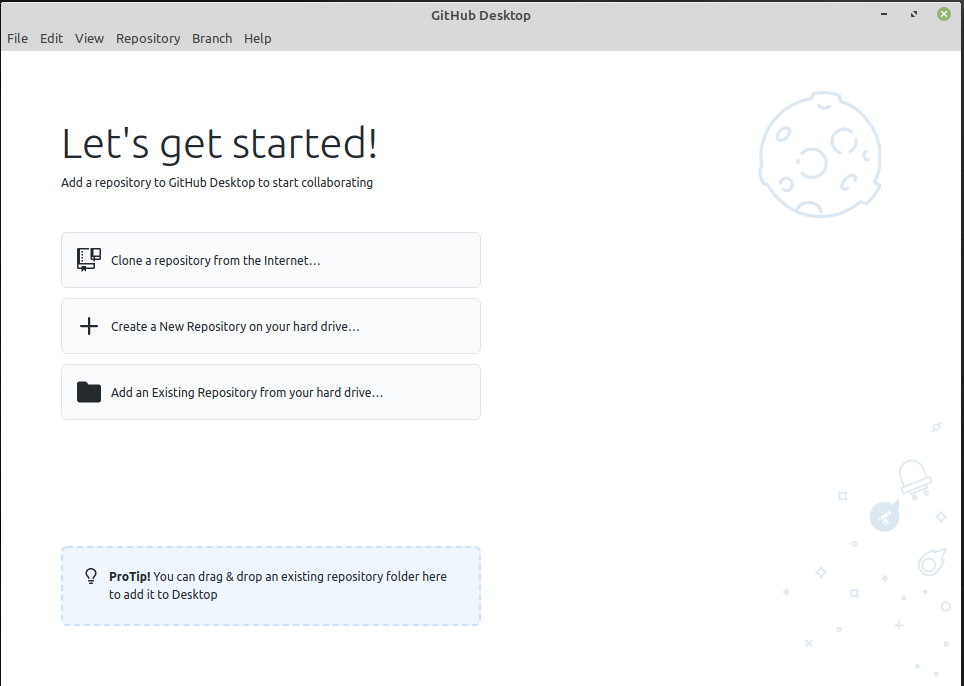 GitHub Desktop
File Edit View Repository Branch Help
Let's get started!
Add a repository to GitHub Desktop to start collaborating
Clone a repository from the Internet…
Create a New Repository on your hard drive…
Add an Existing Repository from your hard drive…
ProTip! You can drag & drop an existing repository folder here
to add it to Desktop